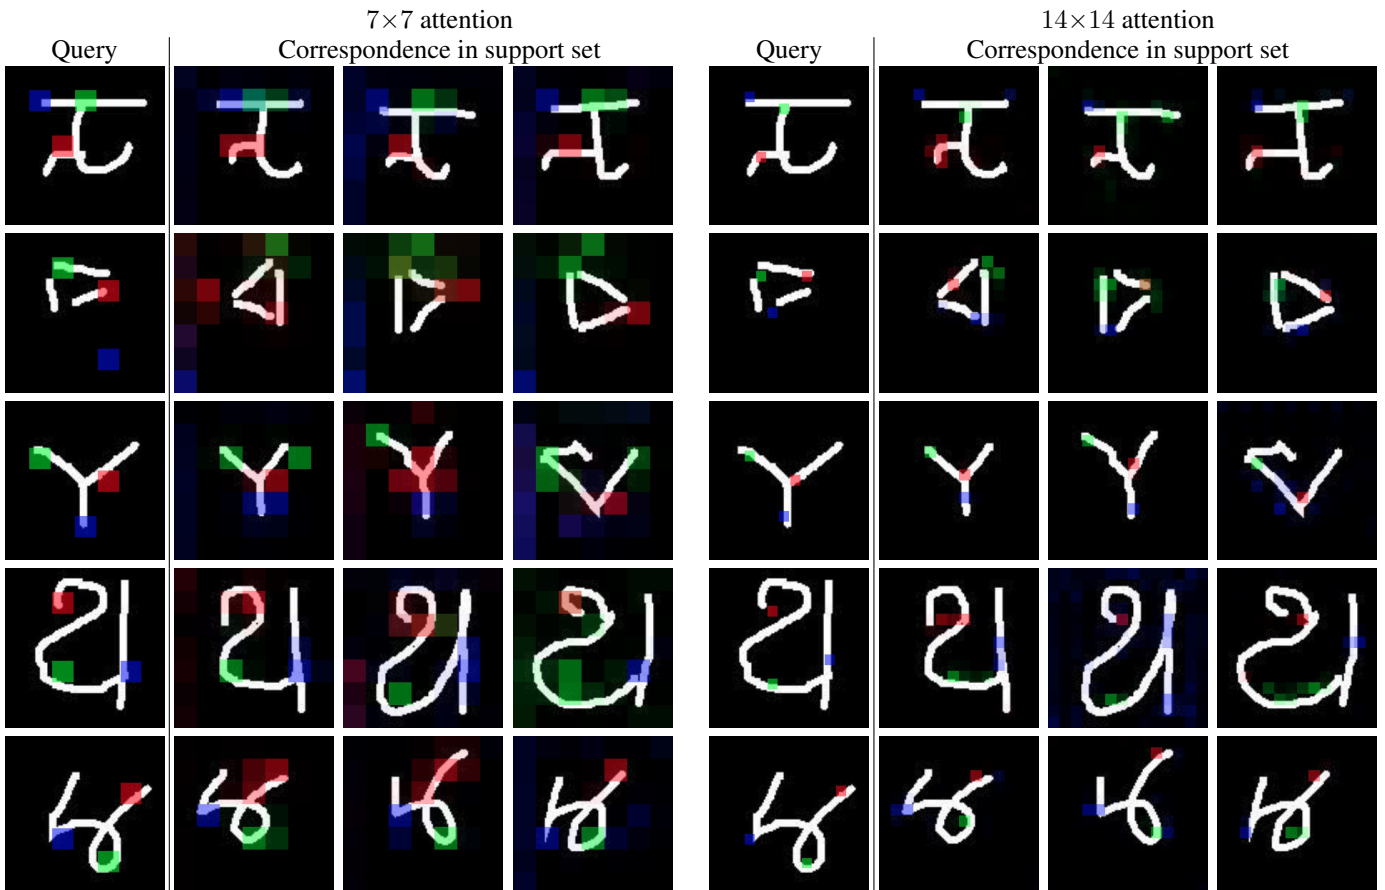 7×7 attention 14×14 attention
Query Correspondence in support set Query Correspondence in support set